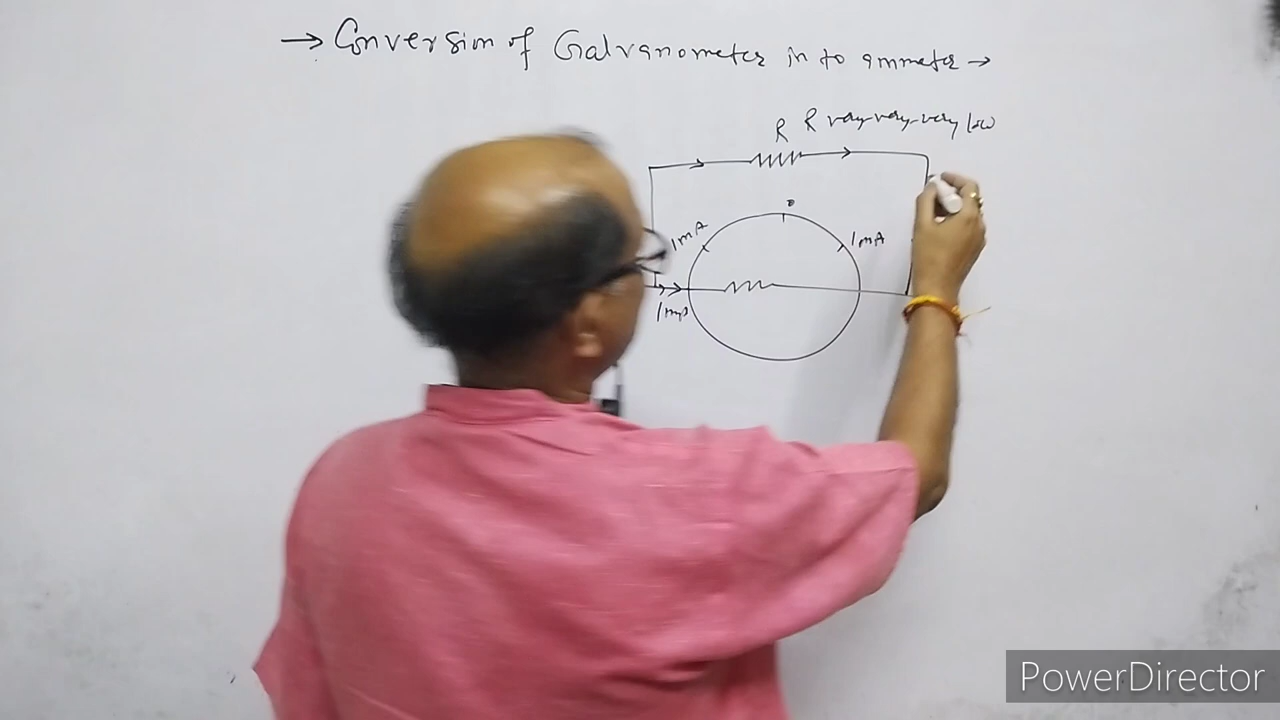 → Conversion of Galvanometer in to ammeter →
R R very-very-very low
0
1mA 1mA
PowerDirector